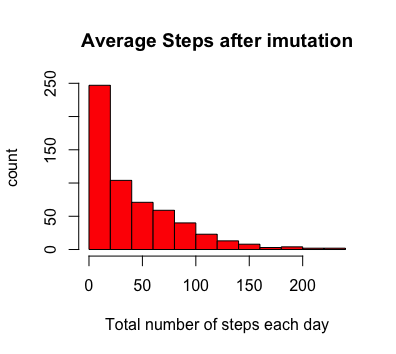 Average Steps after imutation
count
250
150
50
0
0 50 100 150 200
Total number of steps each day